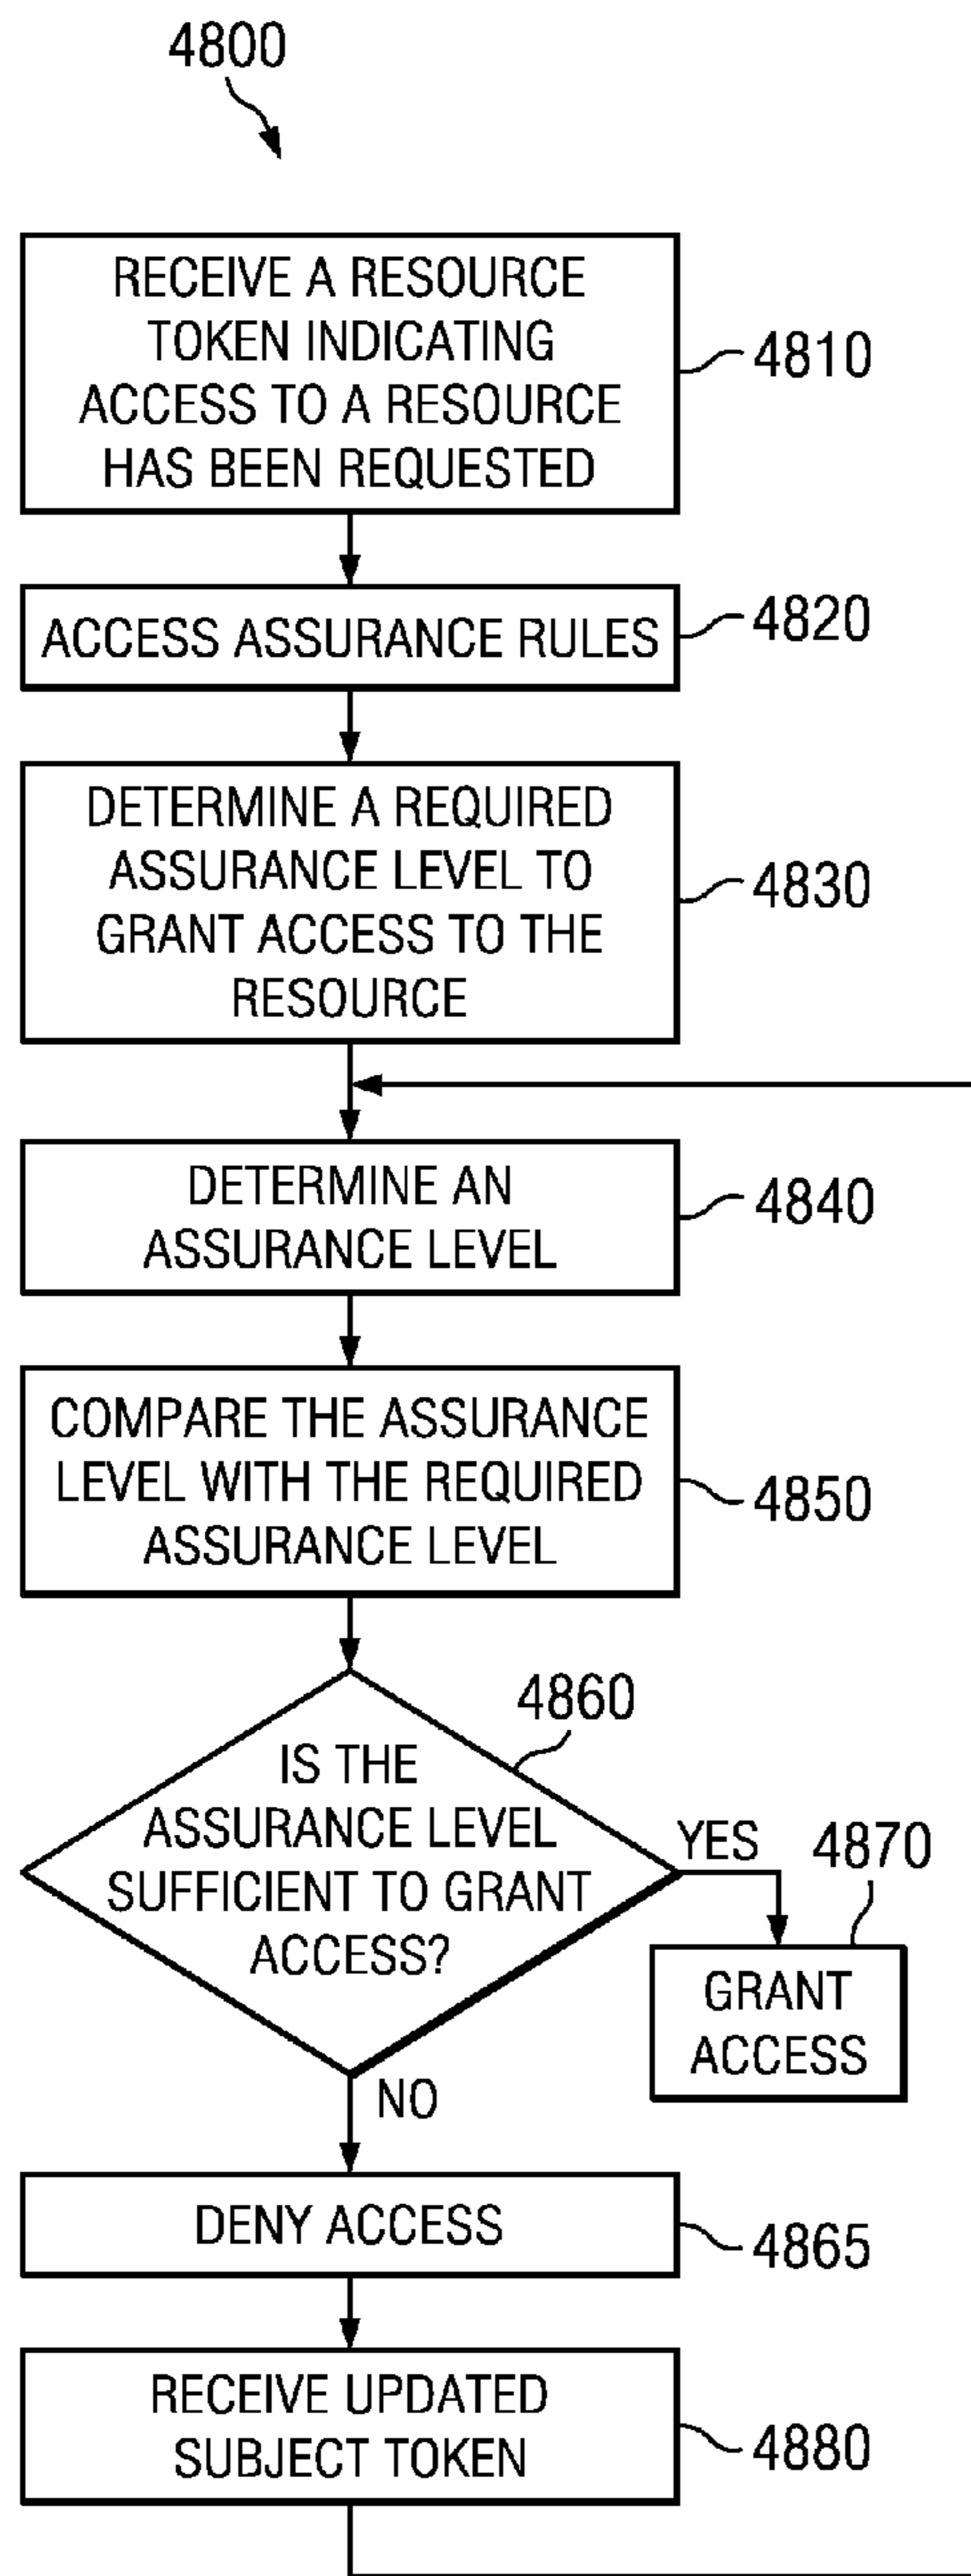 4800
RECEIVE A RESOURCE
TOKEN INDICATING
ACCESS TO A RESOURCE
HAS BEEN REQUESTED
4810
ACCESS ASSURANCE RULES
4820
DETERMINE A REQUIRED
ASSURANCE LEVEL TO
GRANT ACCESS TO THE
RESOURCE
4830
DETERMINE AN
ASSURANCE LEVEL
4840
COMPARE THE ASSURANCE
LEVEL WITH THE REQUIRED
ASSURANCE LEVEL
4850
4860
IS THE
ASSURANCE LEVEL
SUFFICIENT TO GRANT
ACCESS?
YES
4870
GRANT
ACCESS
NO
DENY ACCESS
4865
RECEIVE UPDATED
SUBJECT TOKEN
4880